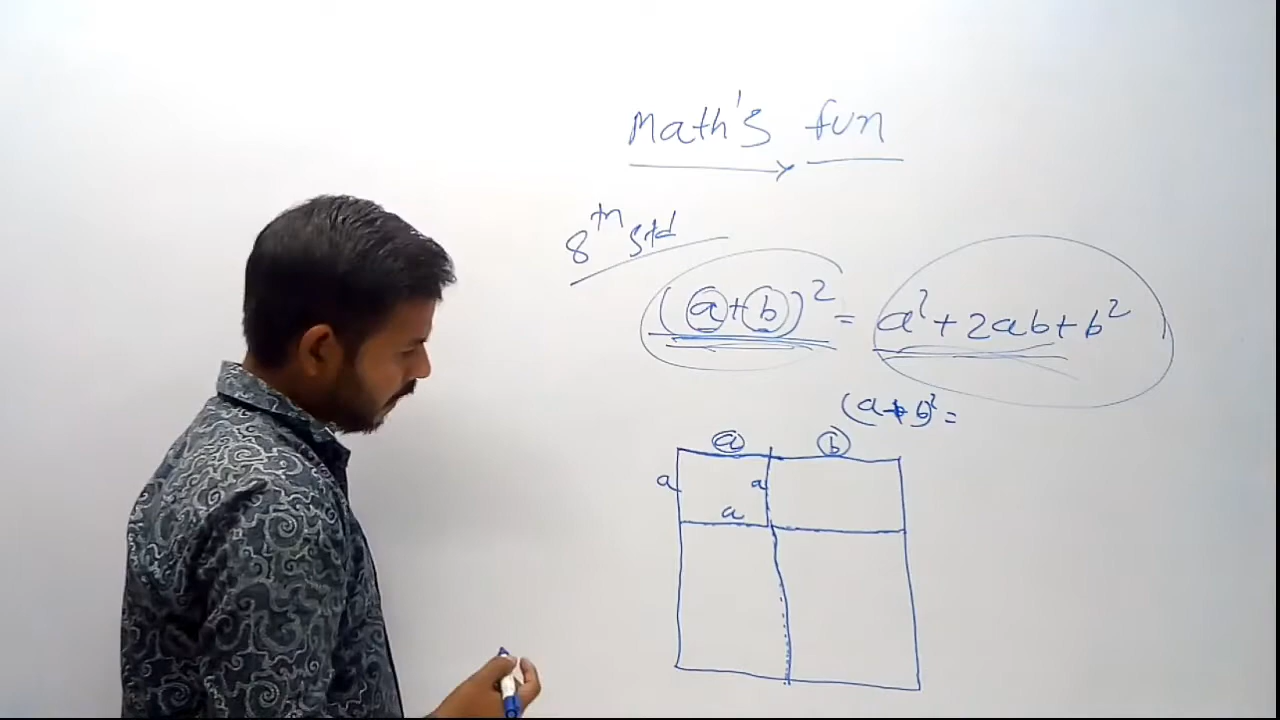 Math's fun
8th std
(a+b)² = a²+2ab+b²
(a+b)² =
a b
a a
a